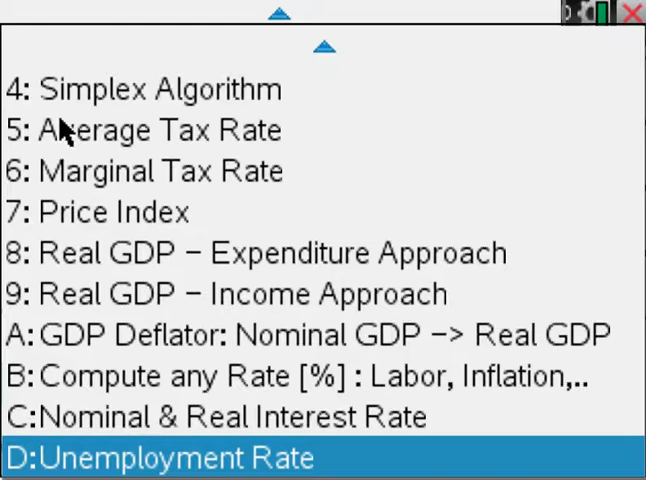 4: Simplex Algorithm
5: Average Tax Rate
6: Marginal Tax Rate
7: Price Index
8: Real GDP – Expenditure Approach
9: Real GDP – Income Approach
A: GDP Deflator: Nominal GDP –> Real GDP
B: Compute any Rate [%] : Labor, Inflation,..
C:Nominal & Real Interest Rate
D:Unemployment Rate